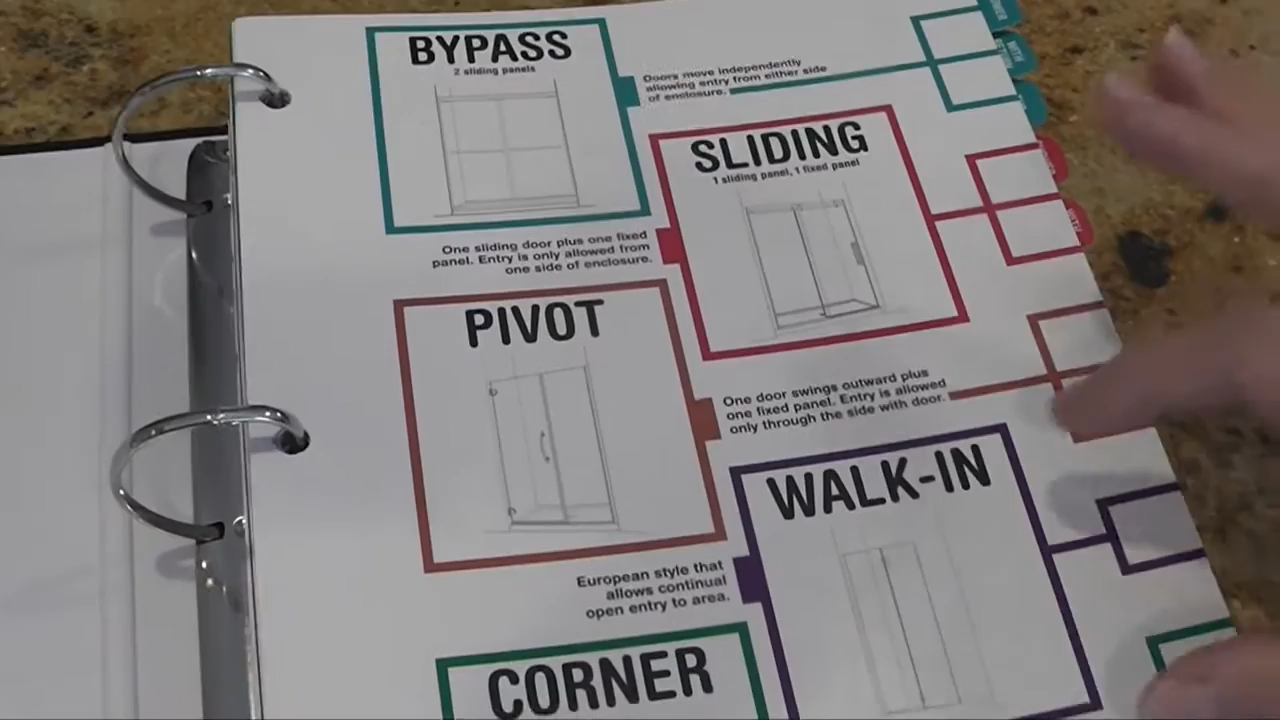 BYPASS
2 sliding panels
Doors move independently
allowing entry from either side
of enclosure.
SLIDING
1 sliding panel, 1 fixed panel
One sliding door plus one fixed
panel. Entry is only allowed from
one side of enclosure.
PIVOT
One door swings outward plus
one fixed panel. Entry is allowed
only through the side with door.
WALK-IN
European style that
allows continual
open entry to area.
CORNER